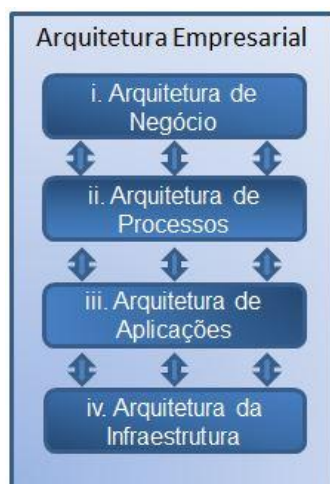 Arquitetura Empresarial
i. Arquitetura de
Negócio
ii. Arquitetura de
Processos
iii. Arquitetura de
Aplicações
iv. Arquitetura da
Infraestrutura